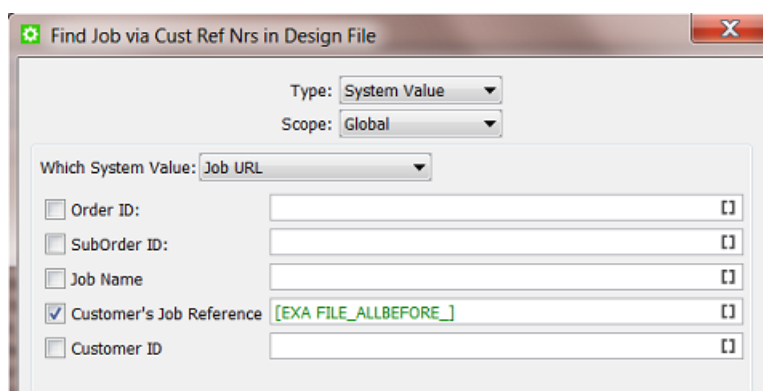 Find Job via Cust Ref Nrs in Design File
Type: System Value
Scope: Global
Which System Value: Job URL
Order ID: []
SubOrder ID: []
Job Name []
Customer's Job Reference [EXA FILE_ALLBEFORE_] []
Customer ID []